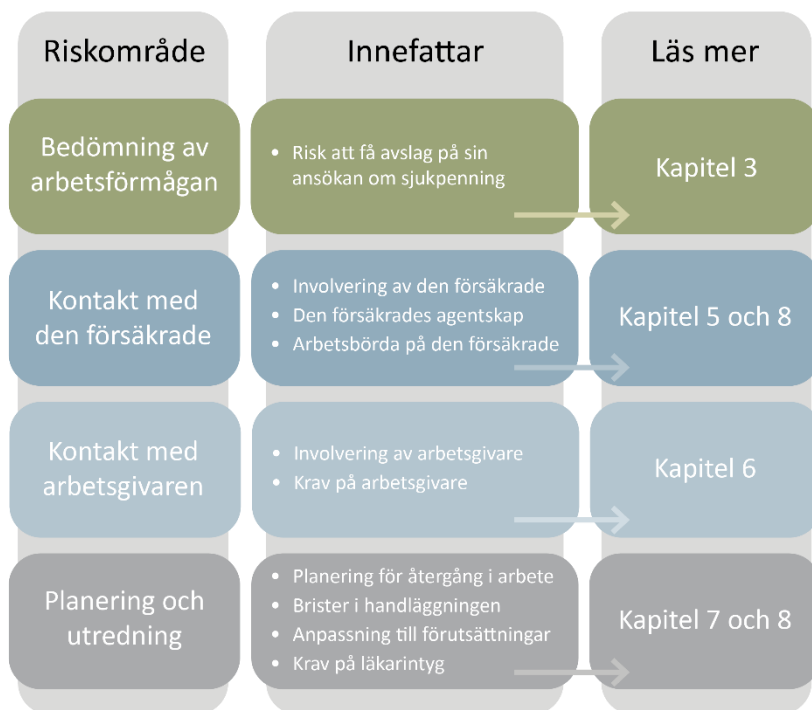 Riskområde
Innefattar
Läs mer
Bedömning av
arbetsförmågan
• Risk att få avslag på sin
ansökan om sjukpenning
Kapitel 3
Kontakt med
den försäkrade
• Involvering av den försäkrade
• Den försäkrades agentskap
• Arbetsbörda på den försäkrade
Kapitel 5 och 8
Kontakt med
arbetsgivaren
• Involvering av arbetsgivare
• Krav på arbetsgivare
Kapitel 6
Planering och
utredning
• Planering för återgång i arbete
• Brister i handläggningen
• Anpassning till förutsättningar
• Krav på läkarintyg
Kapitel 7 och 8